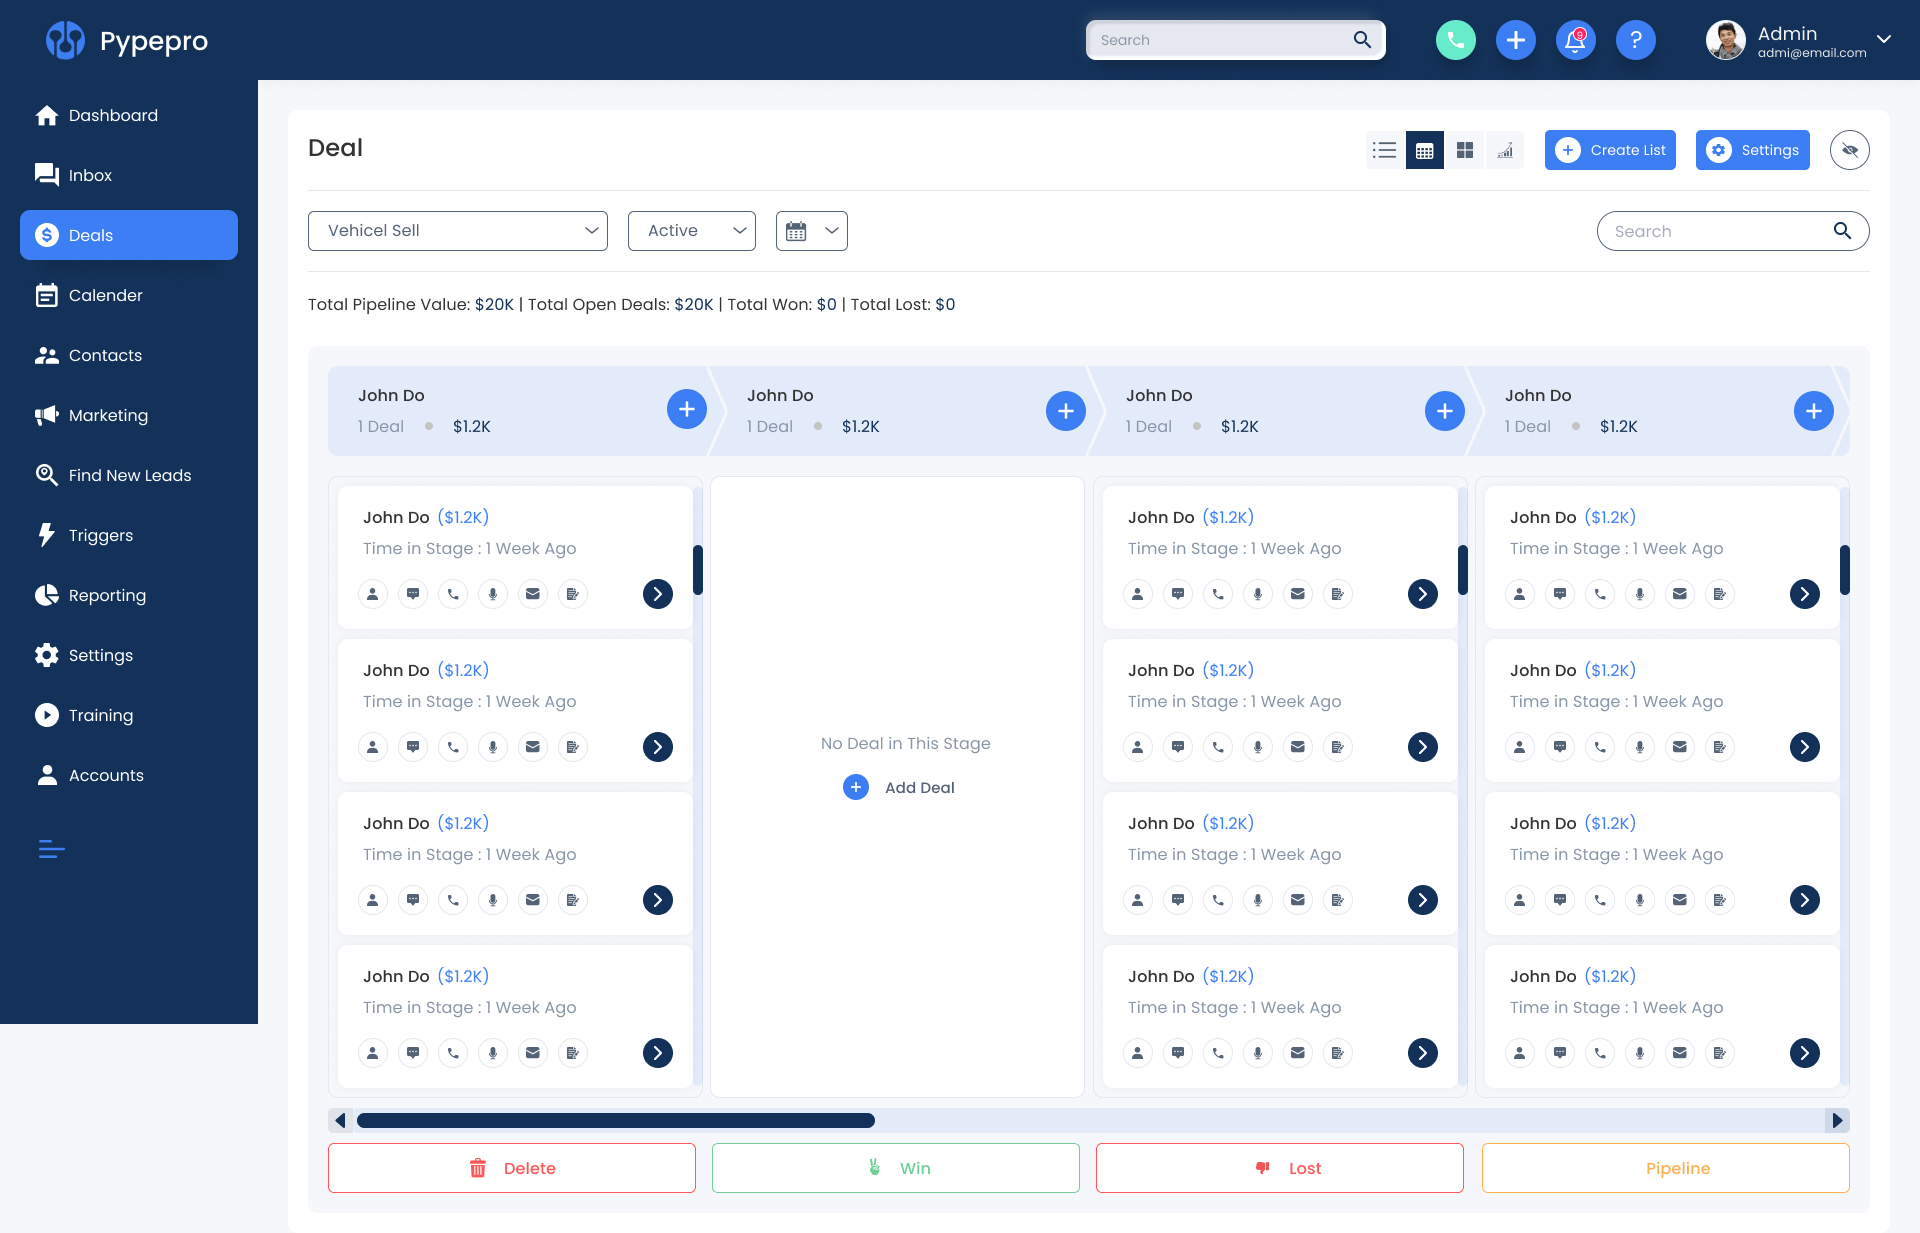 Pypepro
Search
9
?
Admin
admi@email.com
Dashboard
Inbox
Deals
Calender
Contacts
Marketing
Find New Leads
Triggers
Reporting
Settings
Training
Accounts
Deal
Create List
Settings
Vehicel Sell
Active
Search
Total Pipeline Value: $20K | Total Open Deals: $20K | Total Won: $0 | Total Lost: $0
John Do
1 Deal $1.2K
John Do
1 Deal $1.2K
John Do
1 Deal $1.2K
John Do
1 Deal $1.2K
John Do ($1.2K)
Time in Stage : 1 Week Ago
John Do ($1.2K)
Time in Stage : 1 Week Ago
John Do ($1.2K)
Time in Stage : 1 Week Ago
John Do ($1.2K)
Time in Stage : 1 Week Ago
No Deal in This Stage
Add Deal
John Do ($1.2K)
Time in Stage : 1 Week Ago
John Do ($1.2K)
Time in Stage : 1 Week Ago
John Do ($1.2K)
Time in Stage : 1 Week Ago
John Do ($1.2K)
Time in Stage : 1 Week Ago
John Do ($1.2K)
Time in Stage : 1 Week Ago
John Do ($1.2K)
Time in Stage : 1 Week Ago
John Do ($1.2K)
Time in Stage : 1 Week Ago
John Do ($1.2K)
Time in Stage : 1 Week Ago
Delete
Win
Lost
Pipeline